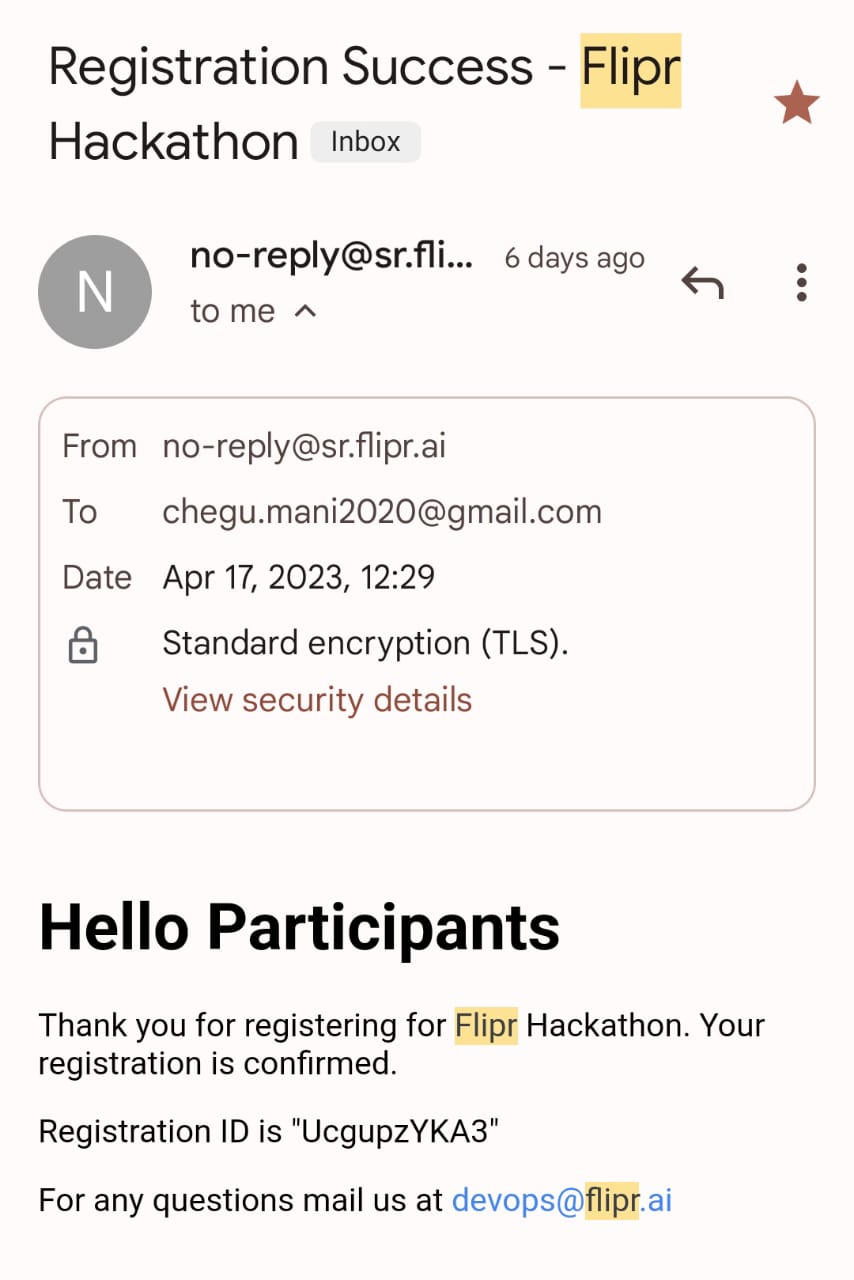 Registration Success - Flipr
Hackathon Inbox
N
no-reply@sr.fli... 6 days ago
to me
From no-reply@sr.flipr.ai
To chegu.mani2020@gmail.com
Date Apr 17, 2023, 12:29
Standard encryption (TLS).
View security details
Hello Participants
Thank you for registering for Flipr Hackathon. Your
registration is confirmed.
Registration ID is "UcgupzYKA3"
For any questions mail us at devops@flipr.ai